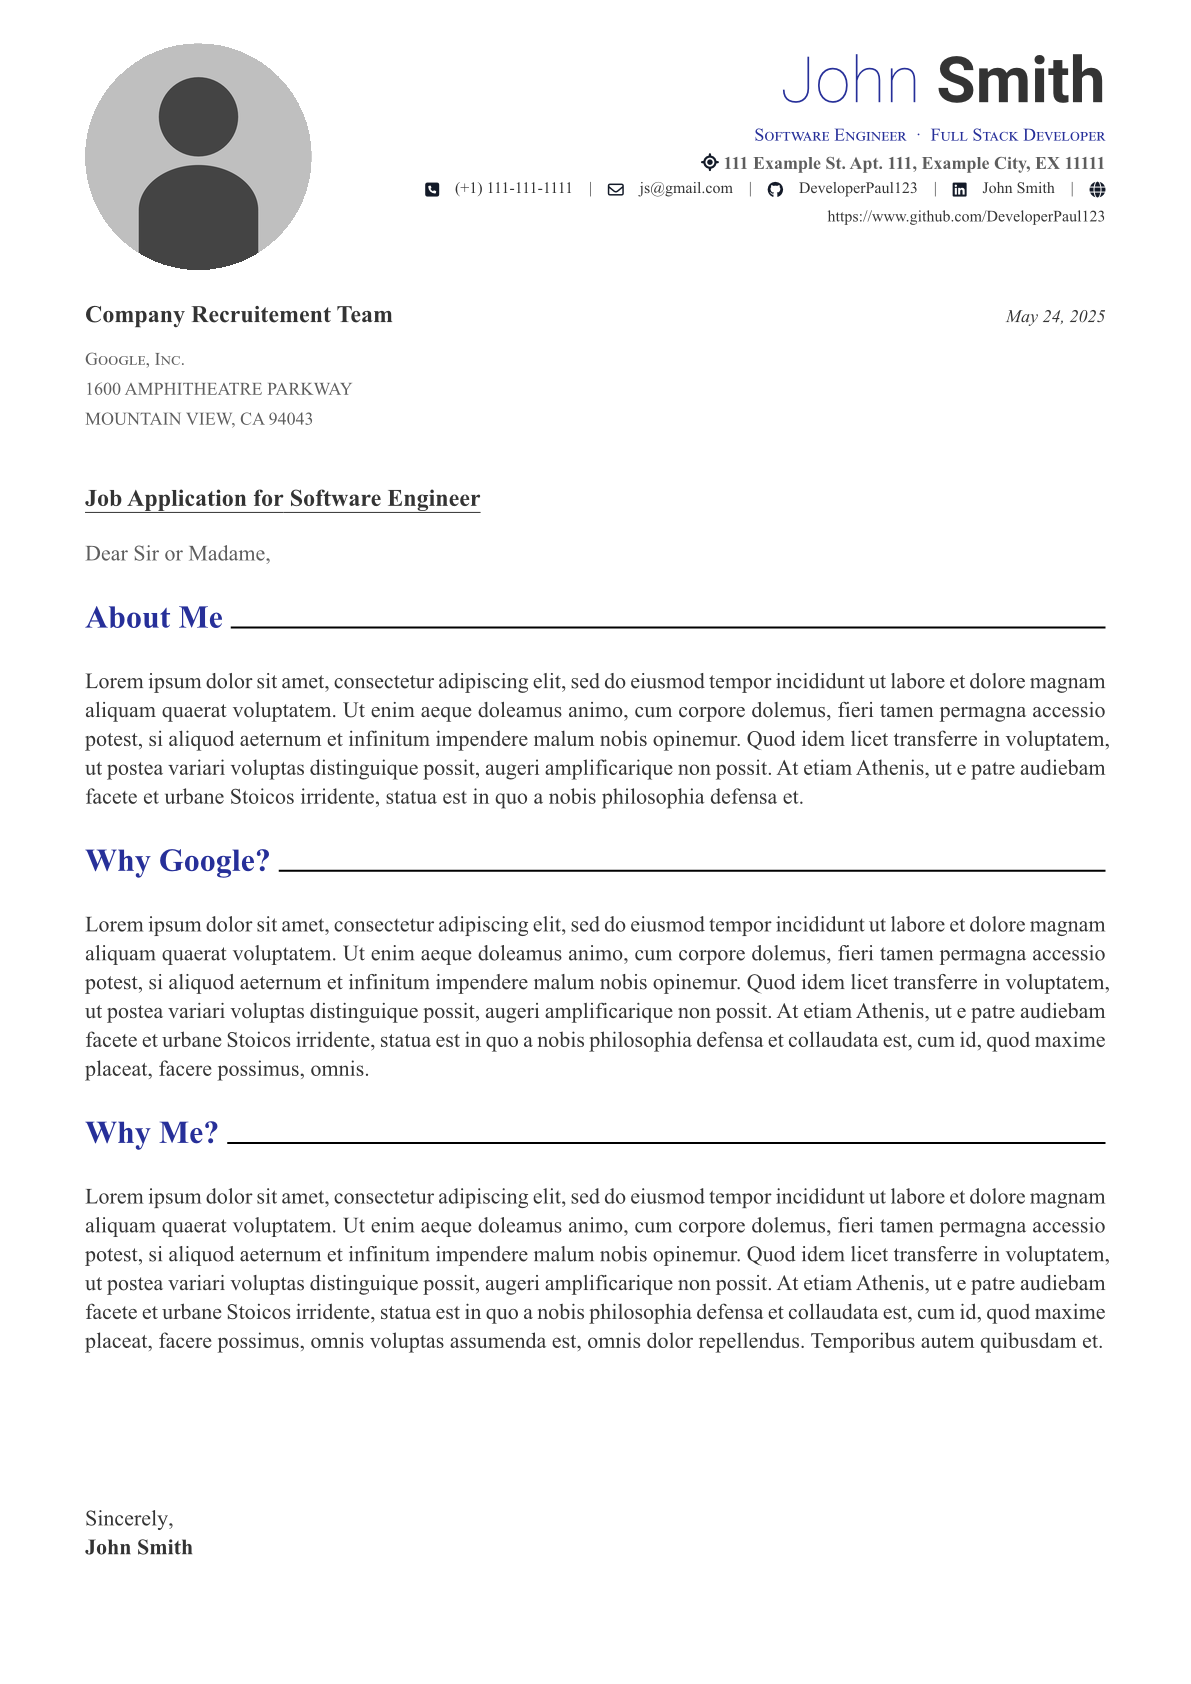 John Smith
Software Engineer · Full Stack Developer
111 Example St. Apt. 111, Example City, EX 11111
(+1) 111-111-1111 | js@gmail.com | DeveloperPaul123 | John Smith |
https://www.github.com/DeveloperPaul123
Company Recruitement Team
May 24, 2025
Google, Inc.
1600 AMPHITHEATRE PARKWAY
MOUNTAIN VIEW, CA 94043
Job Application for Software Engineer
Dear Sir or Madame,
About Me
Lorem ipsum dolor sit amet, consectetur adipiscing elit, sed do eiusmod tempor incididunt ut labore et dolore magnam
aliquam quaerat voluptatem. Ut enim aeque doleamus animo, cum corpore dolemus, fieri tamen permagna accessio
potest, si aliquod aeternum et infinitum impendere malum nobis opinemur. Quod idem licet transferre in voluptatem,
ut postea variari voluptas distinguique possit, augeri amplificarique non possit. At etiam Athenis, ut e patre audiebam
facete et urbane Stoicos irridente, statua est in quo a nobis philosophia defensa et.
Why Google?
Lorem ipsum dolor sit amet, consectetur adipiscing elit, sed do eiusmod tempor incididunt ut labore et dolore magnam
aliquam quaerat voluptatem. Ut enim aeque doleamus animo, cum corpore dolemus, fieri tamen permagna accessio
potest, si aliquod aeternum et infinitum impendere malum nobis opinemur. Quod idem licet transferre in voluptatem,
ut postea variari voluptas distinguique possit, augeri amplificarique non possit. At etiam Athenis, ut e patre audiebam
facete et urbane Stoicos irridente, statua est in quo a nobis philosophia defensa et collaudata est, cum id, quod maxime
placeat, facere possimus, omnis.
Why Me?
Lorem ipsum dolor sit amet, consectetur adipiscing elit, sed do eiusmod tempor incididunt ut labore et dolore magnam
aliquam quaerat voluptatem. Ut enim aeque doleamus animo, cum corpore dolemus, fieri tamen permagna accessio
potest, si aliquod aeternum et infinitum impendere malum nobis opinemur. Quod idem licet transferre in voluptatem,
ut postea variari voluptas distinguique possit, augeri amplificarique non possit. At etiam Athenis, ut e patre audiebam
facete et urbane Stoicos irridente, statua est in quo a nobis philosophia defensa et collaudata est, cum id, quod maxime
placeat, facere possimus, omnis voluptas assumenda est, omnis dolor repellendus. Temporibus autem quibusdam et.
Sincerely,
John Smith